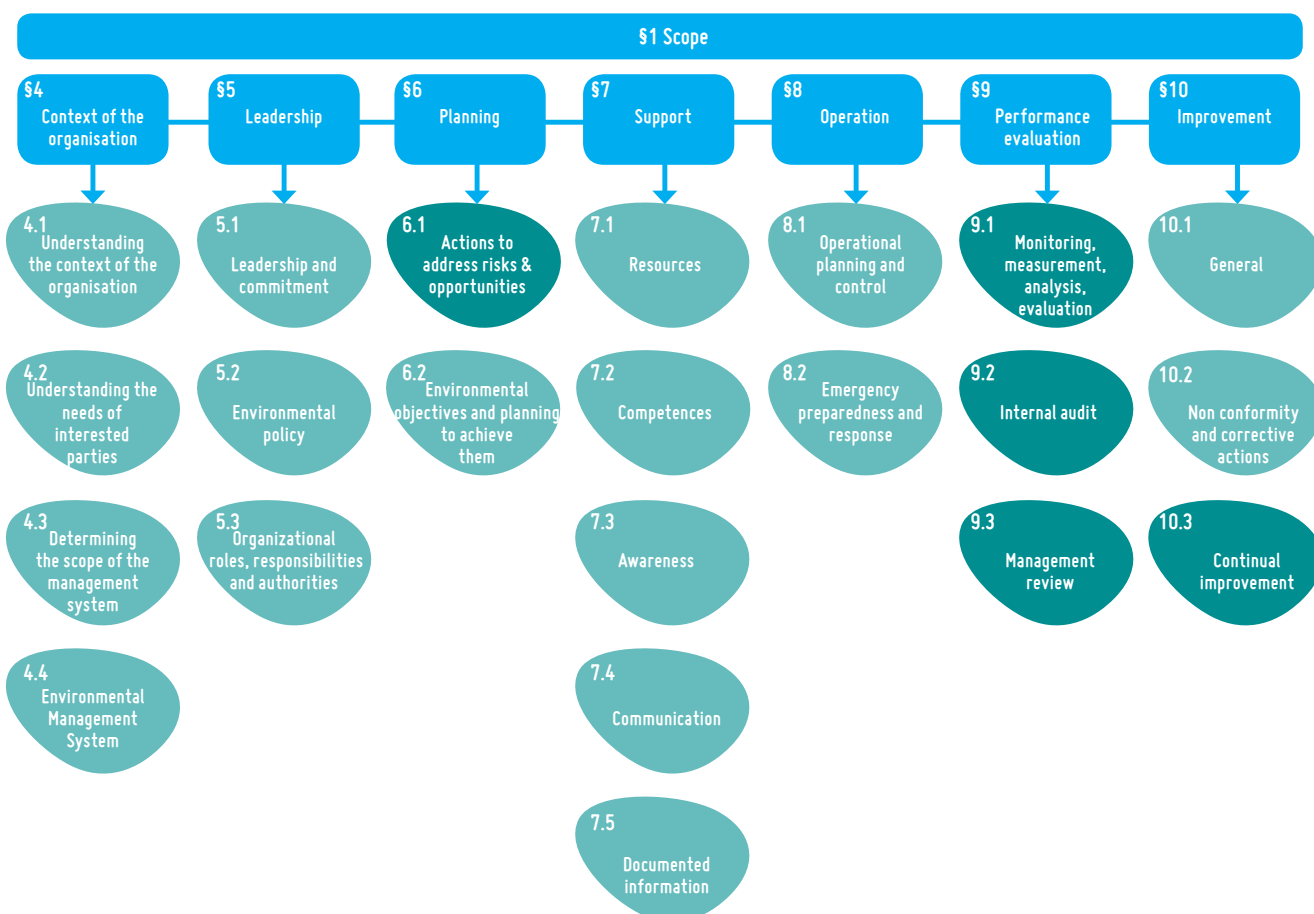 §1 Scope
§4
Context of the
organisation
§5
Leadership
§6
Planning
§7
Support
§8
Operation
§9
Performance
evaluation
§10
Improvement
4.1
Understanding
the context of the
organisation
5.1
Leadership and
commitment
6.1
Actions to
address risks &
opportunities
7.1
Resources
8.1
Operational
planning and
control
9.1
Monitoring,
measurement,
analysis,
evaluation
10.1
General
4.2
Understanding the
needs of
interested
parties
5.2
Environmental
policy
6.2
Environmental
objectives and planning
to achieve
them
7.2
Competences
8.2
Emergency
preparedness and
response
9.2
Internal audit
10.2
Non conformity
and corrective
actions
4.3
Determining
the scope of the
management
system
5.3
Organizational
roles, responsibilities
and authorities
7.3
Awareness
9.3
Management
review
10.3
Continual
improvement
4.4
Environmental
Management
System
7.4
Communication
7.5
Documented
information